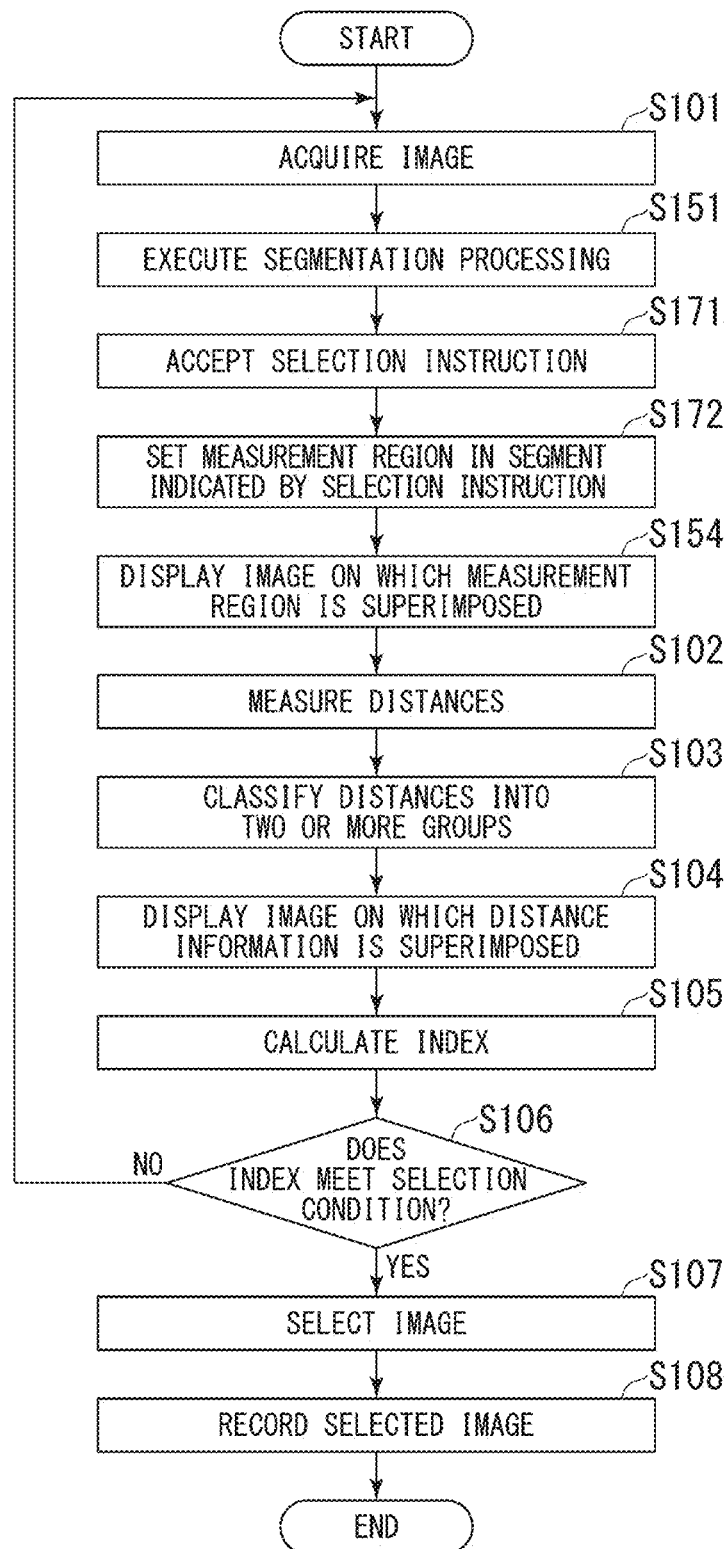 START
S101
ACQUIRE IMAGE
S151
EXECUTE SEGMENTATION PROCESSING
S171
ACCEPT SELECTION INSTRUCTION
S172
SET MEASUREMENT REGION IN SEGMENT
INDICATED BY SELECTION INSTRUCTION
S154
DISPLAY IMAGE ON WHICH MEASUREMENT
REGION IS SUPERIMPOSED
S102
MEASURE DISTANCES
S103
CLASSIFY DISTANCES INTO
TWO OR MORE GROUPS
S104
DISPLAY IMAGE ON WHICH DISTANCE
INFORMATION IS SUPERIMPOSED
S105
CALCULATE INDEX
S106
NO
DOES
INDEX MEET SELECTION
CONDITION?
YES
S107
SELECT IMAGE
S108
RECORD SELECTED IMAGE
END